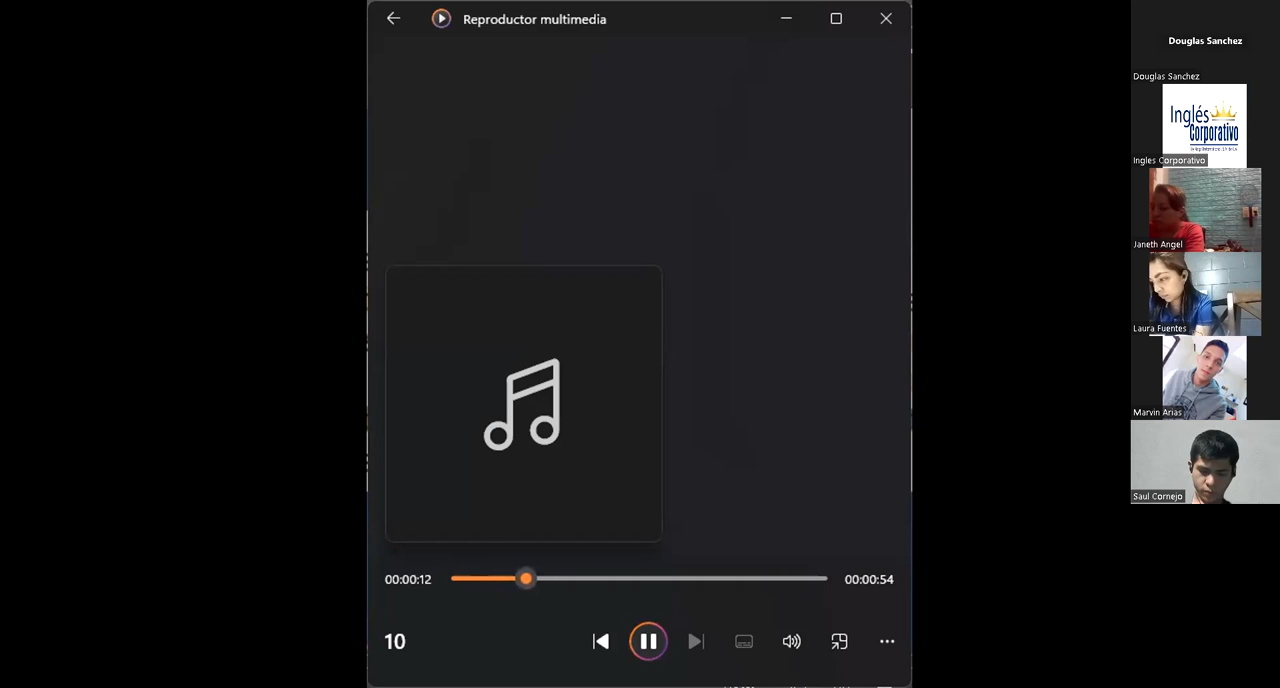 Reproductor multimedia
00:00:12
00:00:54
10
Douglas Sanchez
Douglas Sanchez
Inglés
Corporativo
Ingles Corporativo
Janeth Angel
Laura Fuentes
Marvin Arias
Saul Cornejo